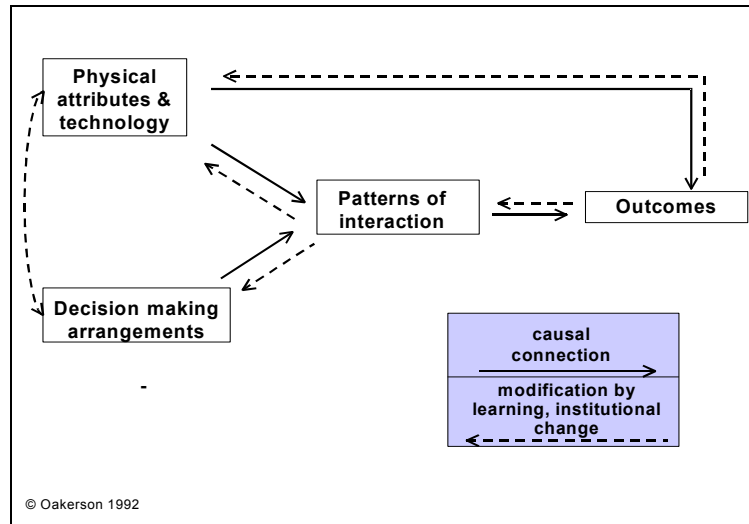 Physical
attributes &
technology
Patterns of
interaction
Outcomes
Decision making
arrangements
-
causal
connection
modification by
learning, institutional
change
© Oakerson 1992